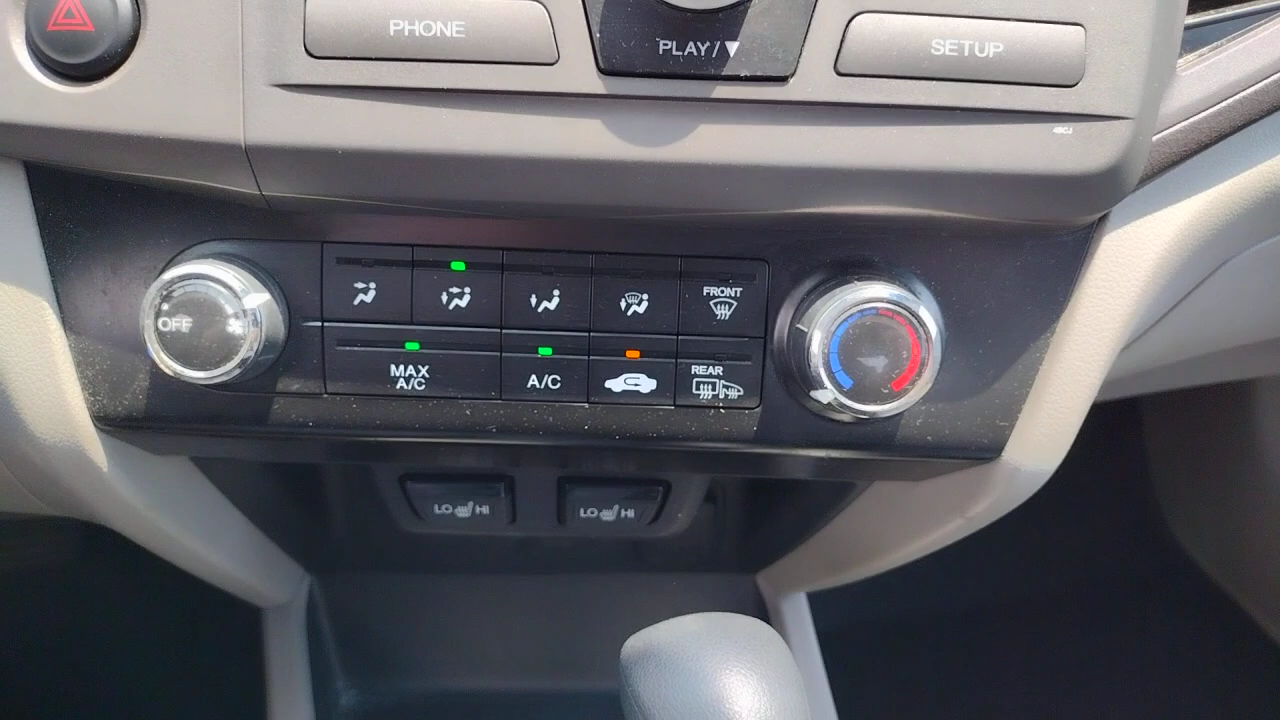 PHONE
PLAY/▼
SETUP
OFF
FRONT
MAX
A/C
A/C
REAR
LO HI
LO HI